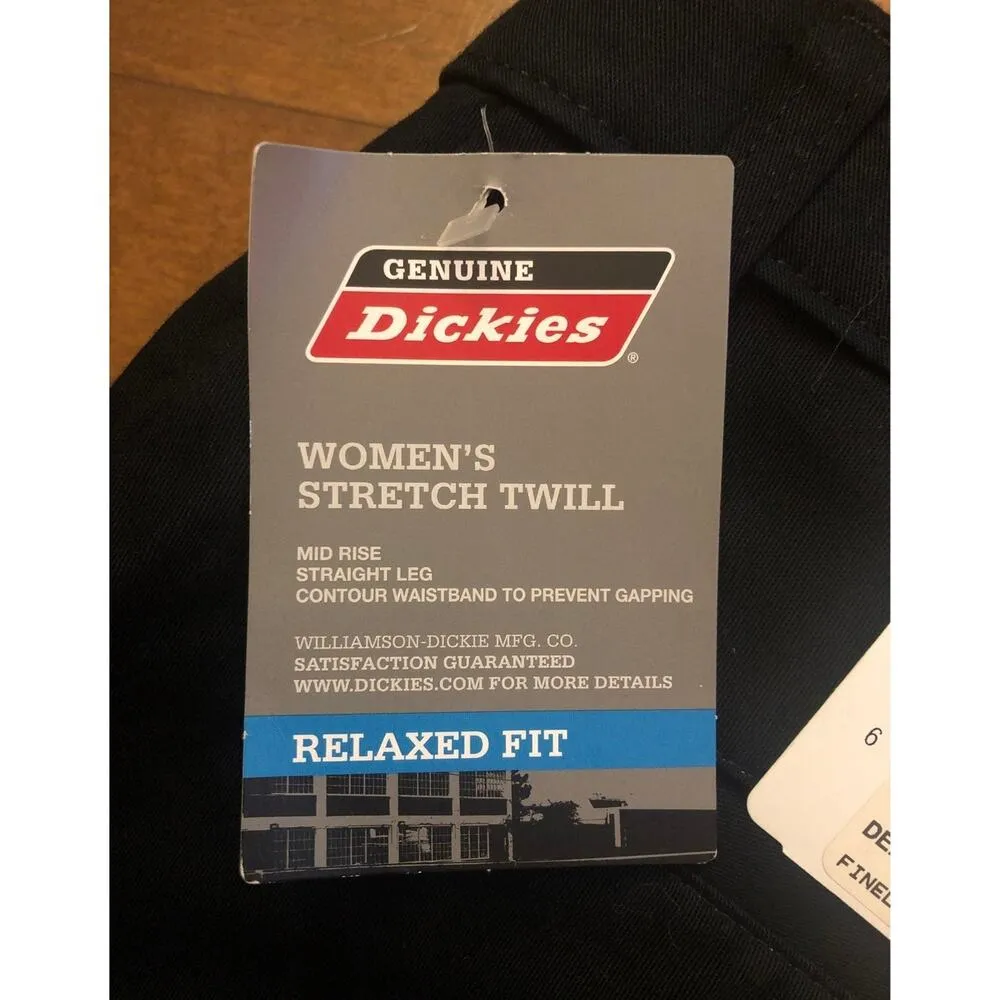 GENUINE
Dickies
®
WOMEN'S
STRETCH TWILL
MID RISE
STRAIGHT LEG
CONTOUR WAISTBAND TO PREVENT GAPPING
WILLIAMSON-DICKIE MFG. CO.
SATISFACTION GUARANTEED
WWW.DICKIES.COM FOR MORE DETAILS
RELAXED FIT
6